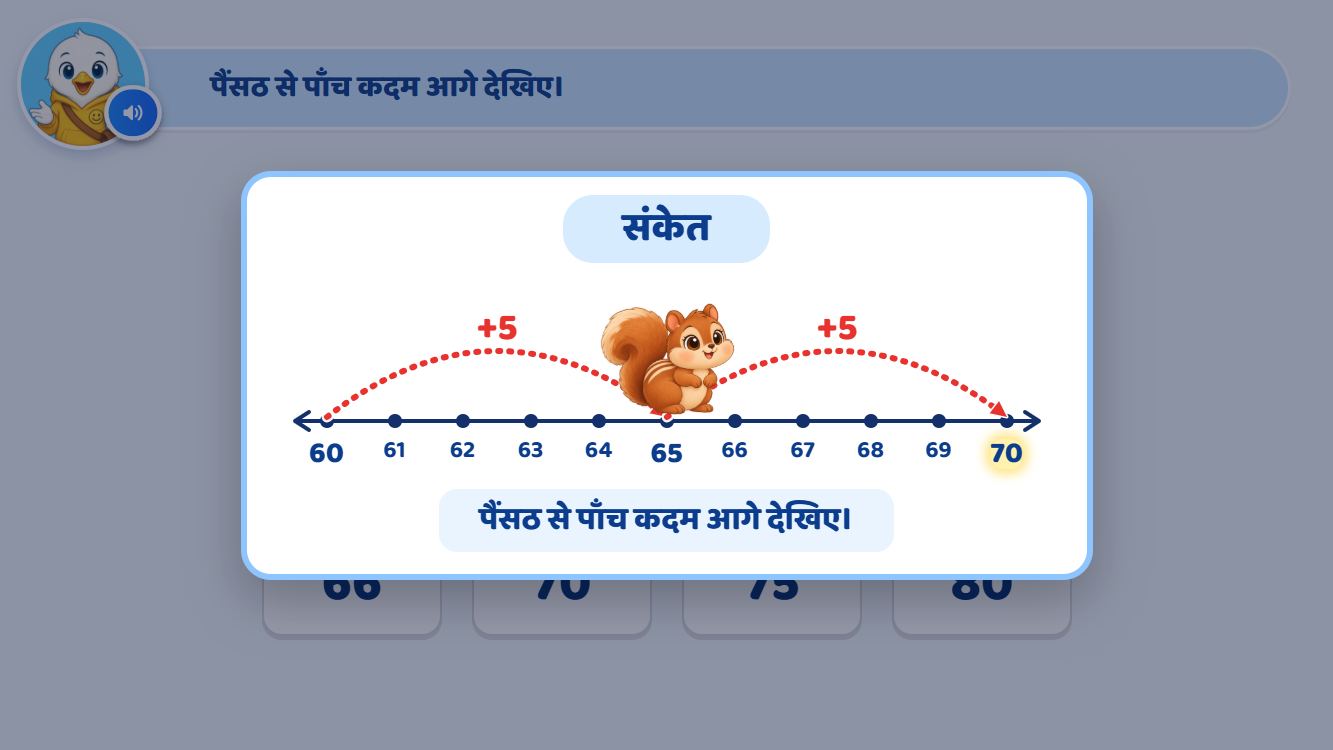 पैंसठ से पाँच कदम आगे देखिए।
संकेत
+5 +5
60 61 62 63 64 65 66 67 68 69 70
पैंसठ से पाँच कदम आगे देखिए।
66 70 75 80